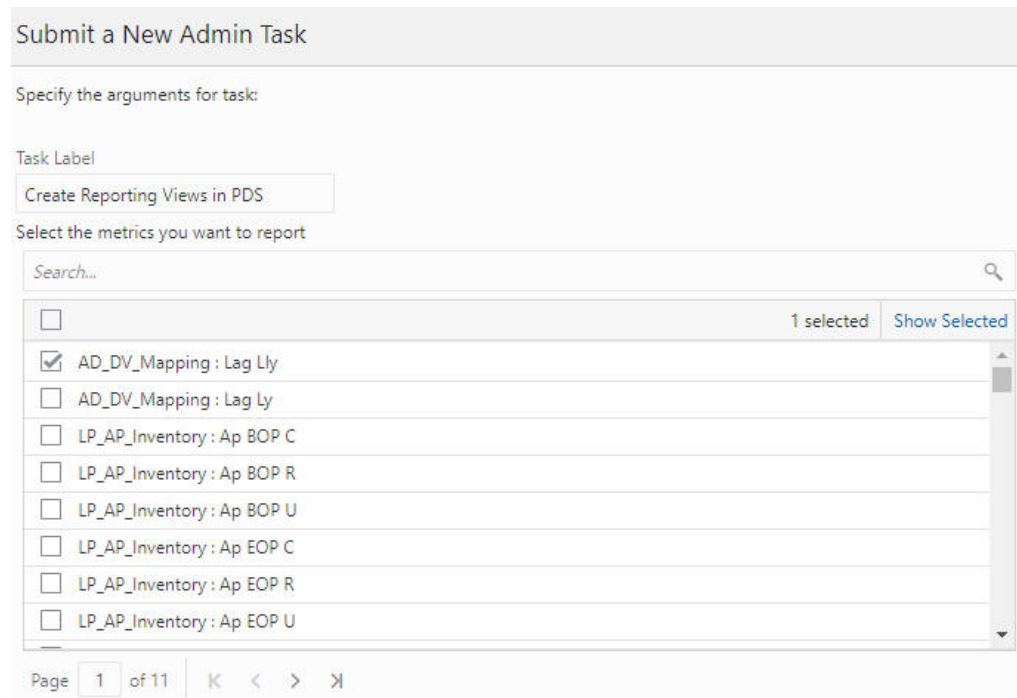 Submit a New Admin Task
Specify the arguments for task:
Task Label
Create Reporting Views in PDS
Select the metrics you want to report
Search...
1 selected Show Selected
AD_DV_Mapping : Lag Lly
AD_DV_Mapping : Lag Ly
LP_AP_Inventory : Ap BOP C
LP_AP_Inventory : Ap BOP R
LP_AP_Inventory : Ap BOP U
LP_AP_Inventory : Ap EOP C
LP_AP_Inventory : Ap EOP R
LP_AP_Inventory : Ap EOP U
Page 1 of 11